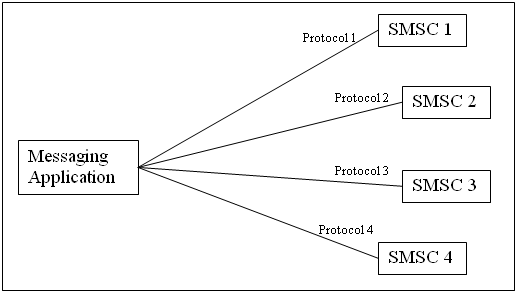 Protocol 1
SMSC 1
Protocol 2
SMSC 2
Messaging
Application
Protocol 3
SMSC 3
Protocol 4
SMSC 4